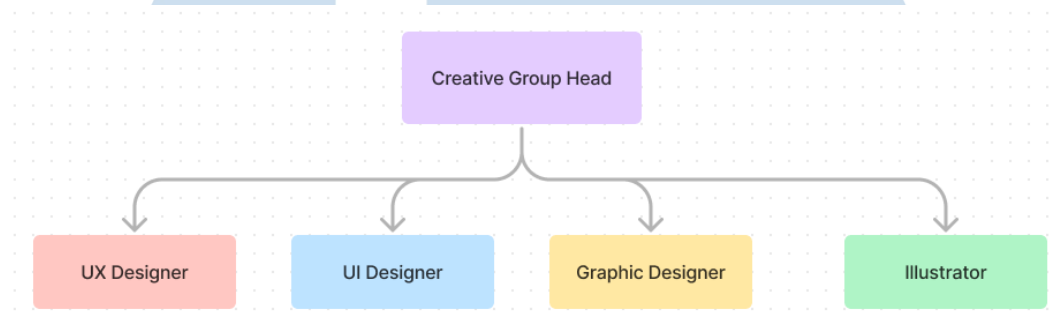 Creative Group Head
UX Designer
UI Designer
Graphic Designer
Illustrator